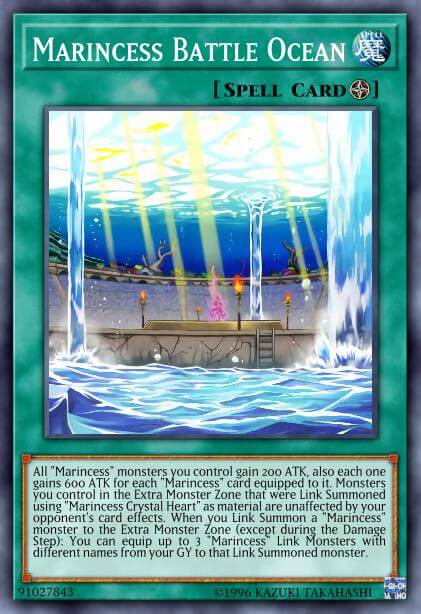 MARINCESS BATTLE OCEAN
SPELL
魔
[SPELL CARD]
All "Marincess" monsters you control gain 200 ATK, also each one
gains 600 ATK for each "Marincess" card equipped to it. Monsters
you control in the Extra Monster Zone that were Link Summoned
using "Marincess Crystal Heart" as material are unaffected by your
opponent's card effects. When you Link Summon a "Marincess"
monster to the Extra Monster Zone (except during the Damage
Step): You can equip up to 3 "Marincess" Link Monsters with
different names from your GY to that Link Summoned monster.
91027843
©1996 KAZUKI TAKAHASHI